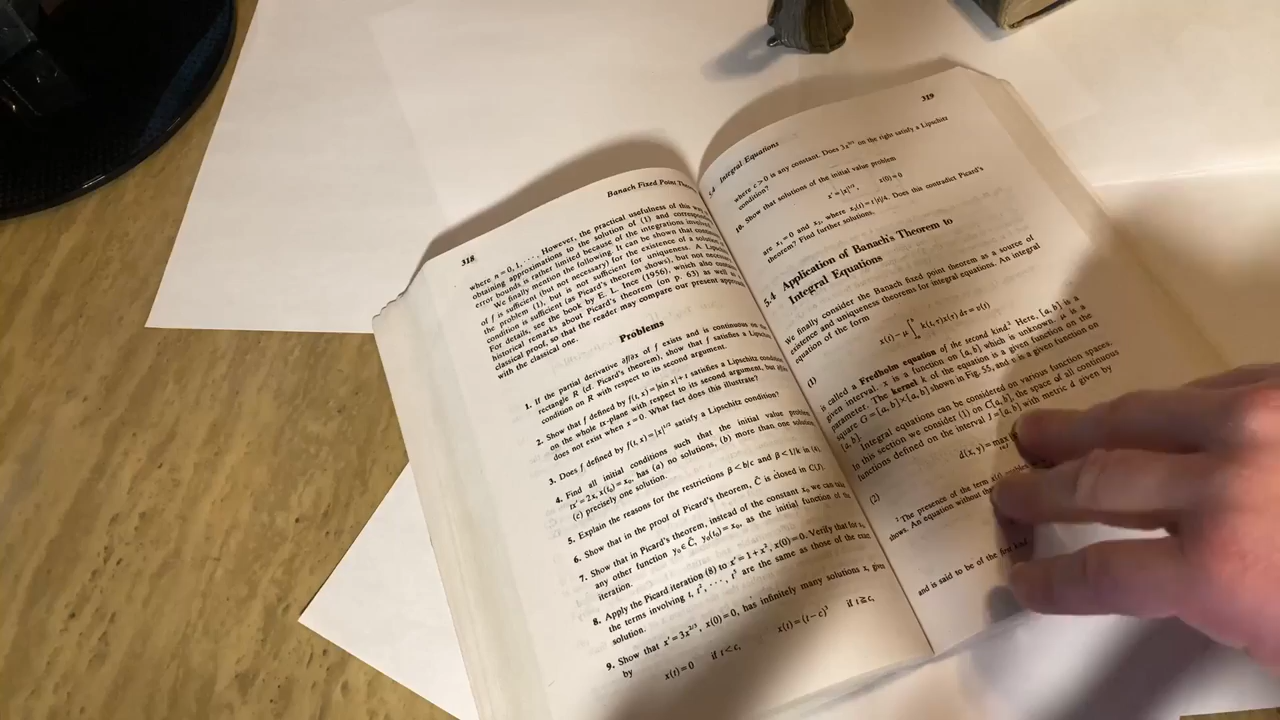 318
Banach Fixed Point
where n = 0, 1, · · · . However, the practical usefulness of this
obtaining approximations to the solution of (1) and
error bounds is rather limited because of the integrations
We finally mention the following. It can be shown that
of f is sufficient (but not necessary) for the existence of a
the problem (1), but is not sufficient for uniqueness. A
condition is sufficient (as Picard's theorem shows), but not
For details, see the book by E. L. Ince (1956), which also
historical remarks about Picard's theorem (on p. 63) as well as
classical proof, so that the reader may compare our present
with the classical one.
Problems
1. If the partial derivative ∂f/∂x of f exists and is continuous on the
rectangle R (cf. Picard's theorem), show that f satisfies a Lipschitz
condition on R with respect to its second argument.
2. Show that f defined by f(t, x) = |sin x| + t satisfies a Lipschitz
on the whole tx-plane with respect to its second argument, but
does not exist when x = 0. What fact does this illustrate?
3. Does f defined by f(t, x) = |x|^{1/2} satisfy a Lipschitz condition?
4. Find all initial conditions such that the initial value problem
tx' = 2x, x(t₀) = x₀, has (a) no solutions, (b) more than one
(c) precisely one solution.
5. Explain the reasons for the restrictions β < b/c and β < 1/k in (4).
6. Show that in the proof of Picard's theorem, C̃ is closed in C(J).
7. Show that in Picard's theorem, instead of the constant x₀ we can take
any other function y₀ ∈ C̃, y₀(t₀) = x₀, as the initial function of the
iteration.
8. Apply the Picard iteration (6) to x' = 1 + x², x(0) = 0. Verify that for
the terms involving t, t², · · · , t⁵ are the same as those of the exact
solution.
9. Show that x' = 3x^{2/3}, x(0) = 0, has infinitely many solutions x, given
by
x(t) = 0 if t < c, x(t) = (t − c)³ if t ≧ c,
5.4 Integral Equations
319
where c > 0 is any constant. Does 3x^{2/3} on the right satisfy a Lipschitz
condition?
10. Show that solutions of the initial value problem
x' = |x|^{1/2}, x(0) = 0
are x₁ = 0 and x₂, where x₂(t) = t|t|/4. Does this contradict Picard's
theorem? Find further solutions.
5.4 Application of Banach's Theorem to
Integral Equations
We finally consider the Banach fixed point theorem as a source of
existence and uniqueness theorems for integral equations. An integral
equation of the form
(1) x(t) − μ ∫ₐᵇ k(t, τ)x(τ) dτ = v(t)
is called a Fredholm equation of the second kind.² Here, [a, b] is a
given interval. x is a function on [a, b] which is unknown. μ is a
parameter. The kernel k of the equation is a given function on the
square G = [a, b] × [a, b] shown in Fig. 55, and v is a given function on
[a, b].
Integral equations can be considered on various function spaces.
In this section we consider (1) on C[a, b], the space of all continuous
functions defined on the interval J = [a, b] with metric d given by
(2) d(x, y) = max
² The presence of the term x(t) enables
shows. An equation without the
and is said to be of the first kind